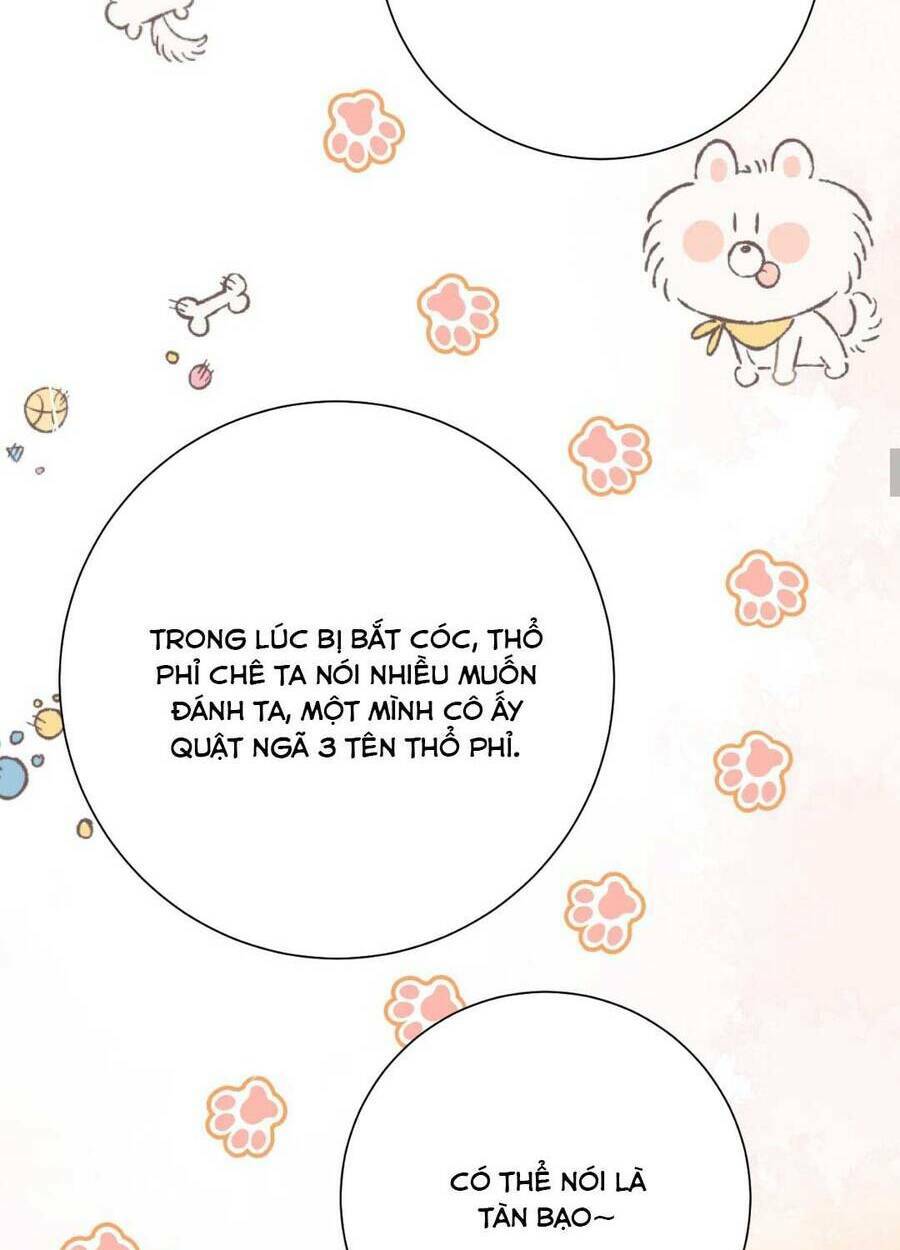 TRONG LÚC BỊ BẮT CÓC, THỔ
PHỈ CHÊ TA NÓI NHIỀU MUỐN
ĐÁNH TA, MỘT MÌNH CÔ ẤY
QUẬT NGÃ 3 TÊN THỔ PHỈ.
CÓ THỂ NÓI LÀ
TÀN BẠO~